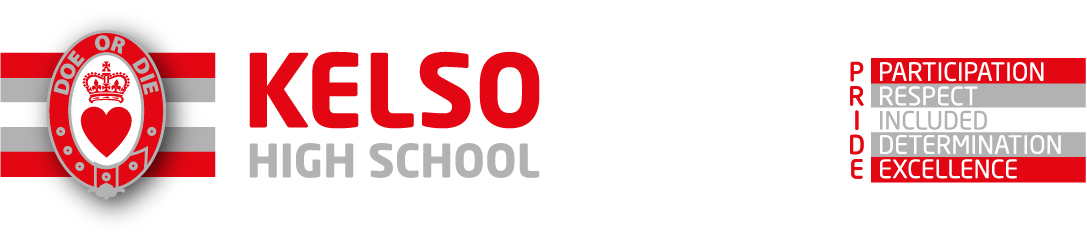 DOE OR DIE
KELSO
HIGH SCHOOL
P PARTICIPATION
R RESPECT
I INCLUDED
D DETERMINATION
E EXCELLENCE